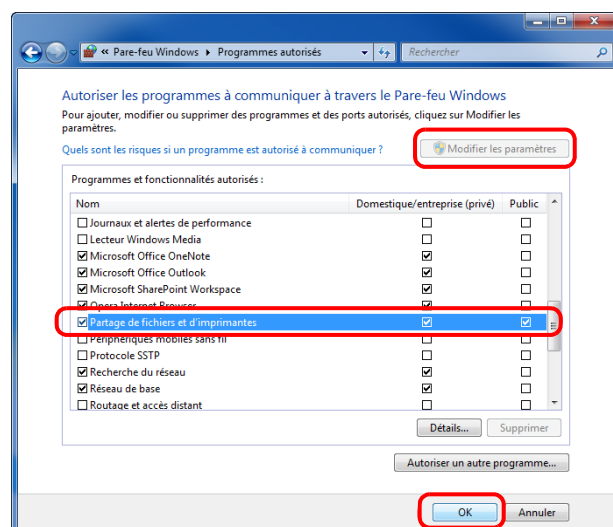 « Pare-feu Windows ▸ Programmes autorisés
Rechercher
Autoriser les programmes à communiquer à travers le Pare-feu Windows
Pour ajouter, modifier ou supprimer des programmes et des ports autorisés, cliquez sur Modifier les
paramètres.
Quels sont les risques si un programme est autorisé à communiquer ?
Modifier les paramètres
Programmes et fonctionnalités autorisés :
Nom Domestique/entreprise (privé) Public
Journaux et alertes de performance
Lecteur Windows Media
Microsoft Office OneNote
Microsoft Office Outlook
Microsoft SharePoint Workspace
Opera Internet Browser
Partage de fichiers et d'imprimantes
Périphériques mobiles sans fil
Protocole SSTP
Recherche du réseau
Réseau de base
Routage et accès distant
Détails... Supprimer
Autoriser un autre programme...
OK Annuler